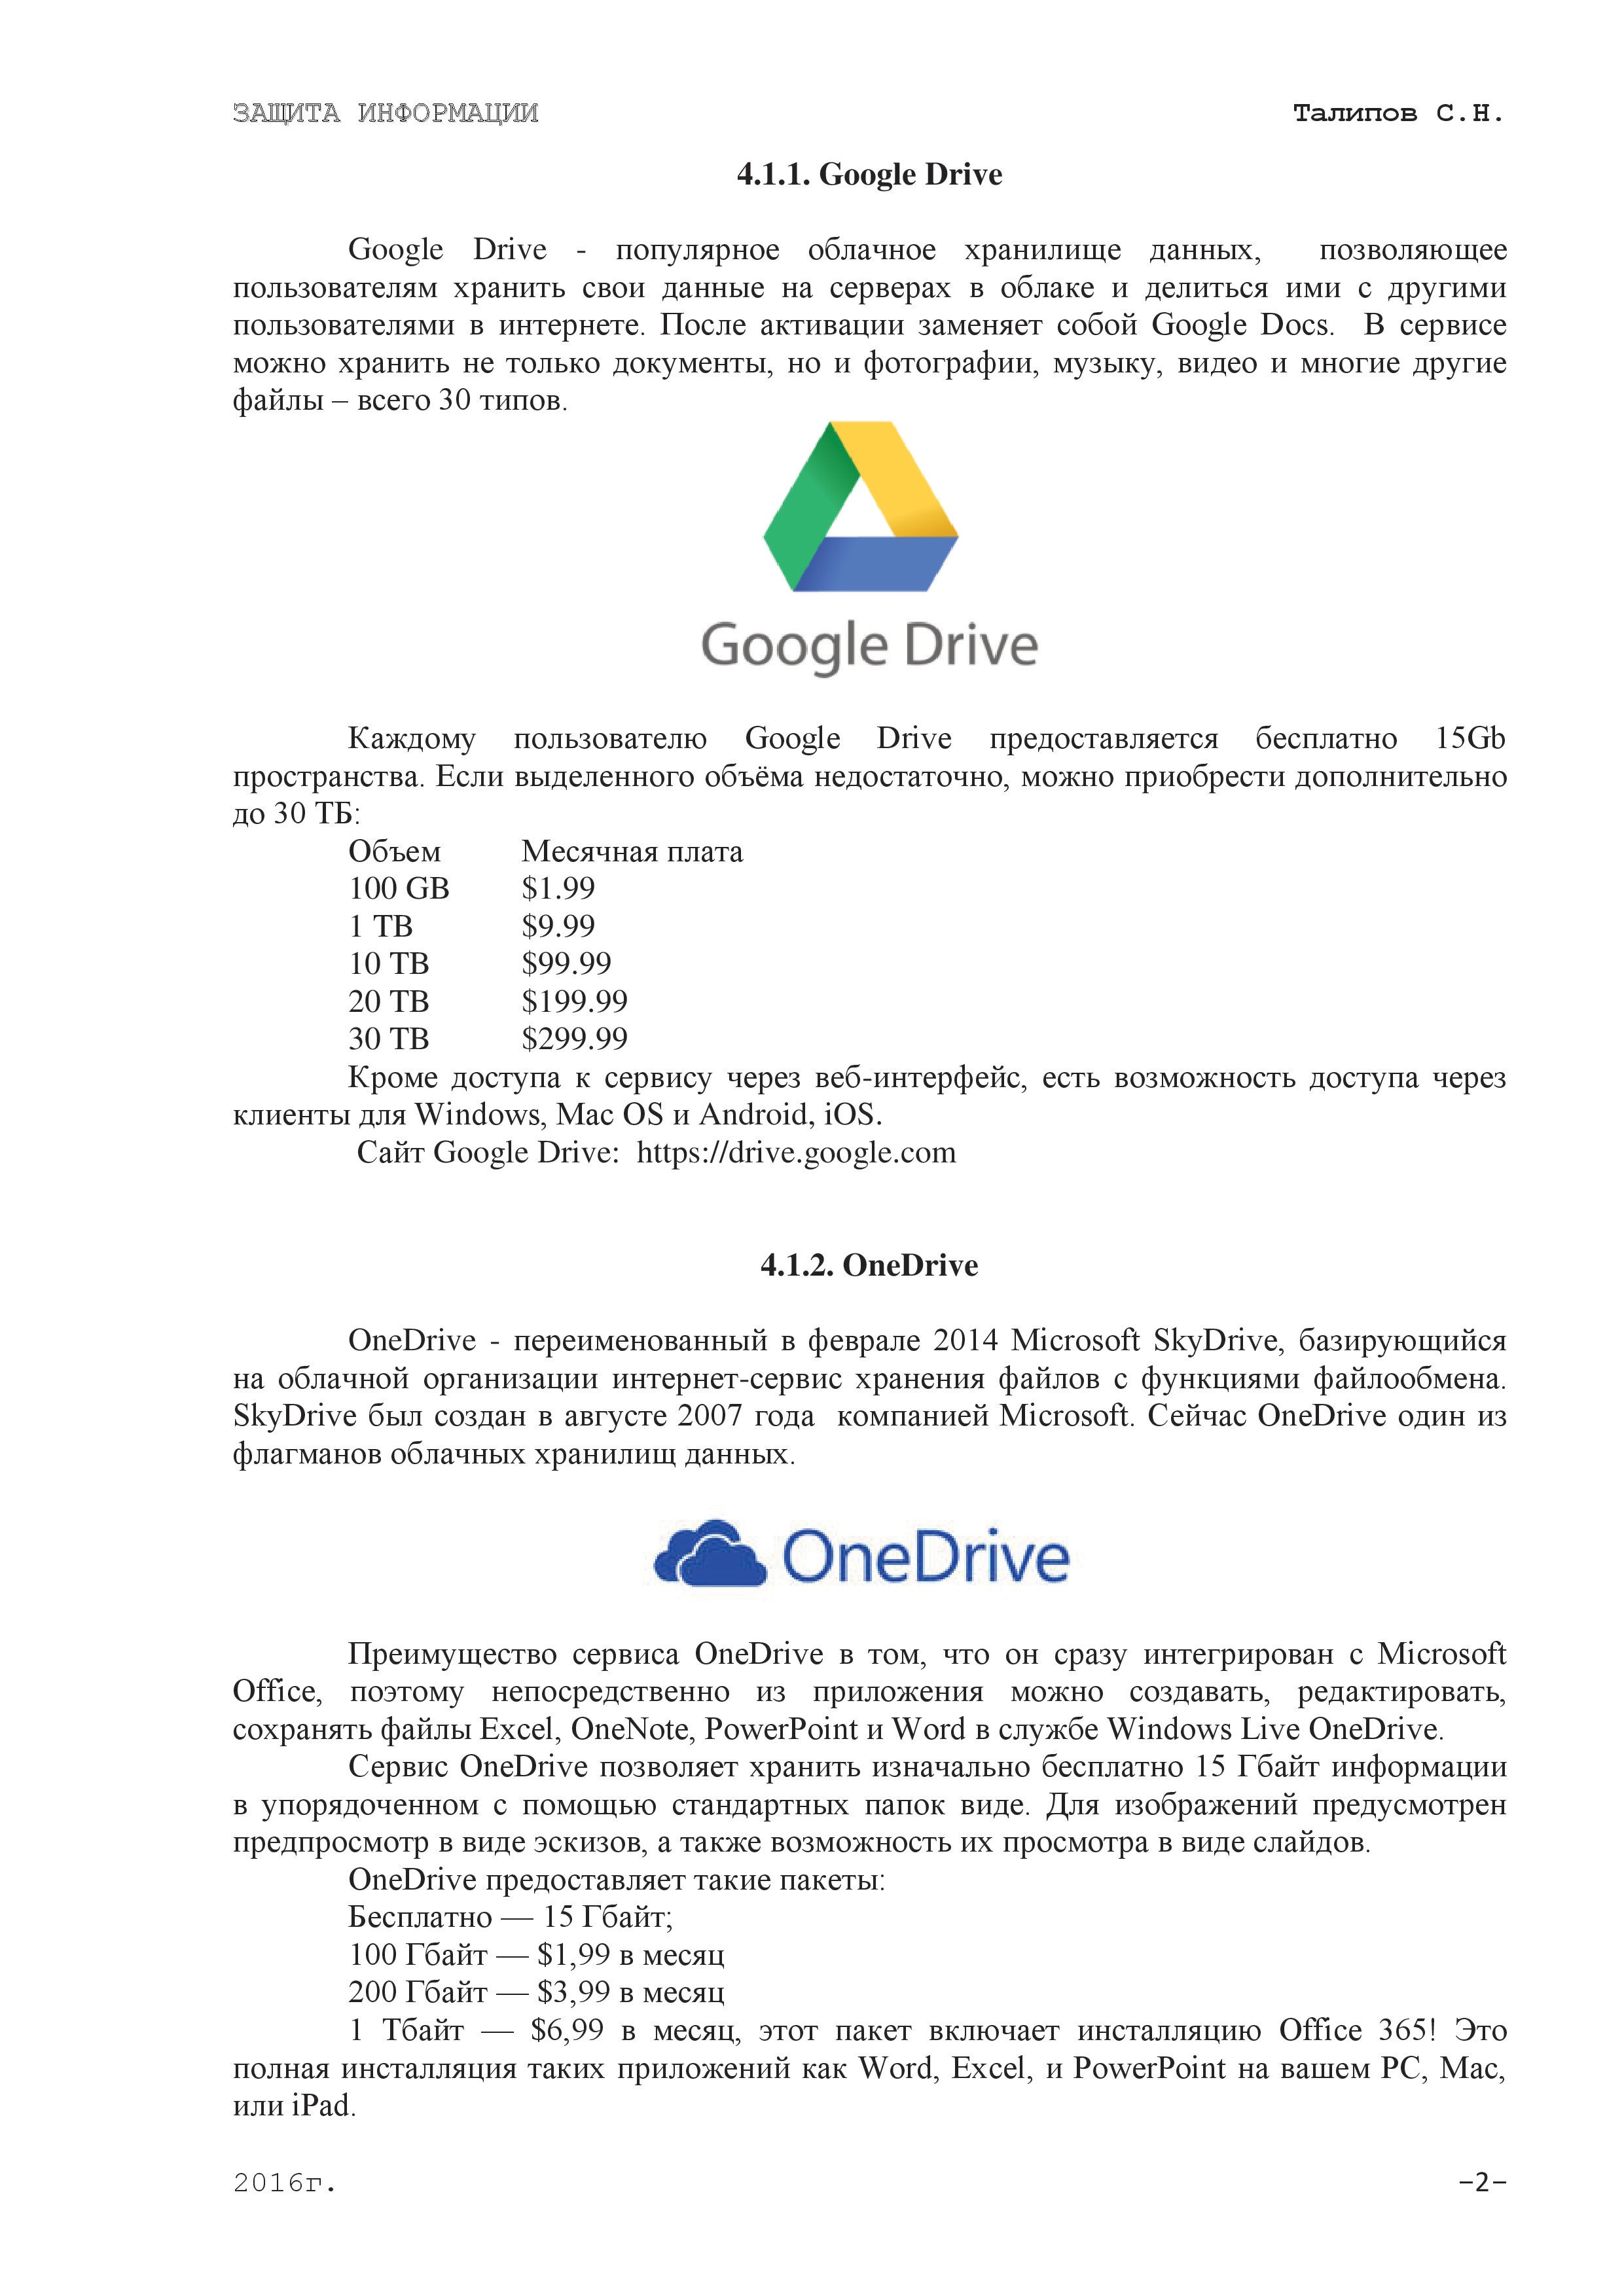 ЗАЩИТА ИНФОРМАЦИИ Талипов С.Н.
4.1.1. Google Drive
Google Drive - популярное облачное хранилище данных, позволяющее
пользователям хранить свои данные на серверах в облаке и делиться ими с другими
пользователями в интернете. После активации заменяет собой Google Docs. В сервисе
можно хранить не только документы, но и фотографии, музыку, видео и многие другие
файлы – всего 30 типов.
Google Drive
Каждому пользователю Google Drive предоставляется бесплатно 15Gb
пространства. Если выделенного объёма недостаточно, можно приобрести дополнительно
до 30 ТБ:
Объем Месячная плата
100 GB $1.99
1 TB $9.99
10 TB $99.99
20 TB $199.99
30 TB $299.99
Кроме доступа к сервису через веб-интерфейс, есть возможность доступа через
клиенты для Windows, Mac OS и Android, iOS.
Сайт Google Drive: https://drive.google.com
4.1.2. OneDrive
OneDrive - переименованный в феврале 2014 Microsoft SkyDrive, базирующийся
на облачной организации интернет-сервис хранения файлов с функциями файлообмена.
SkyDrive был создан в августе 2007 года компанией Microsoft. Сейчас OneDrive один из
флагманов облачных хранилищ данных.
OneDrive
Преимущество сервиса OneDrive в том, что он сразу интегрирован с Microsoft
Office, поэтому непосредственно из приложения можно создавать, редактировать,
сохранять файлы Excel, OneNote, PowerPoint и Word в службе Windows Live OneDrive.
Сервис OneDrive позволяет хранить изначально бесплатно 15 Гбайт информации
в упорядоченном с помощью стандартных папок виде. Для изображений предусмотрен
предпросмотр в виде эскизов, а также возможность их просмотра в виде слайдов.
OneDrive предоставляет такие пакеты:
Бесплатно — 15 Гбайт;
100 Гбайт — $1,99 в месяц
200 Гбайт — $3,99 в месяц
1 Тбайт — $6,99 в месяц, этот пакет включает инсталляцию Office 365! Это
полная инсталляция таких приложений как Word, Excel, и PowerPoint на вашем PC, Mac,
или iPad.
2016г. -2-